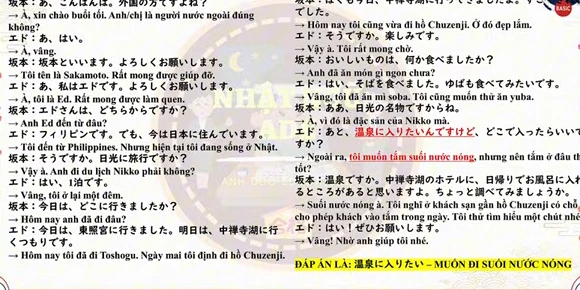 坂本：あ、こんばんは。外国の方ですよね？
→ À, xin chào buổi tối. Anh/chị là người nước ngoài đúng
không?
エド：あ、はい。
→ À, vâng.
坂本：坂本といいます。よろしくお願いします。
→ Tôi tên là Sakamoto. Rất mong được giúp đỡ.
エド：あ、私はエドです。よろしくお願いします。
→ À, tôi là Ed. Rất mong được làm quen.
坂本：エドさんは、どちらからですか？
→ Anh Ed đến từ đâu?
エド：フィリピンです。でも、今は日本に住んでいます。
→ Tôi đến từ Philippines. Nhưng hiện tại tôi đang sống ở Nhật.
坂本：そうですか。日光に旅行ですか？
→ Vậy à. Anh đi du lịch Nikko phải không?
エド：はい、1泊です。
→ Vâng, tôi ở lại một đêm.
坂本：今日は、どこに行きましたか？
→ Hôm nay anh đã đi đâu?
エド：今日は、東照宮に行きました。明日は、中禅寺湖に行
くつもりです。
→ Hôm nay tôi đã đi Toshogu. Ngày mai tôi định đi hồ Chuzenji.
でした。
→ Hôm nay tôi cũng vừa đi hồ Chuzenji. Ở đó đẹp lắm.
エド：そうですか。楽しみです。
→ Vậy à. Tôi rất mong chờ.
坂本：おいしいものは、何か食べましたか？
→ Anh đã ăn món gì ngon chưa?
エド：はい、そばを食べました。ゆばも食べてみたいです。
→ Vâng, tôi đã ăn mì soba. Tôi cũng muốn thử ăn yuba.
坂本：ああ、日光の名物ですからね。
→ À, vì đó là đặc sản của Nikko mà.
エド：あと、温泉に入りたいんですけど、どこで入ったらいいで
すか？
→ Ngoài ra, tôi muốn tắm suối nước nóng, nhưng nên tắm ở đâu th
tốt?
坂本：温泉ですか。中禅寺湖のホテルに、日帰りでお風呂に入れ
るところがあると思いますよ。ちょっと調べてみましょうか。
→ Suối nước nóng à. Tôi nghĩ ở khách sạn gần hồ Chuzenji có chỗ
cho phép khách vào tắm trong ngày. Tôi thử tìm hiểu một chút nhé
エド：はい！ぜひお願いします。
→ Vâng! Nhờ anh giúp tôi nhé.
ĐÁP ÁN LÀ: 温泉に入りたい – MUỐN ĐI SUỐI NƯỚC NÓNG
BASIC